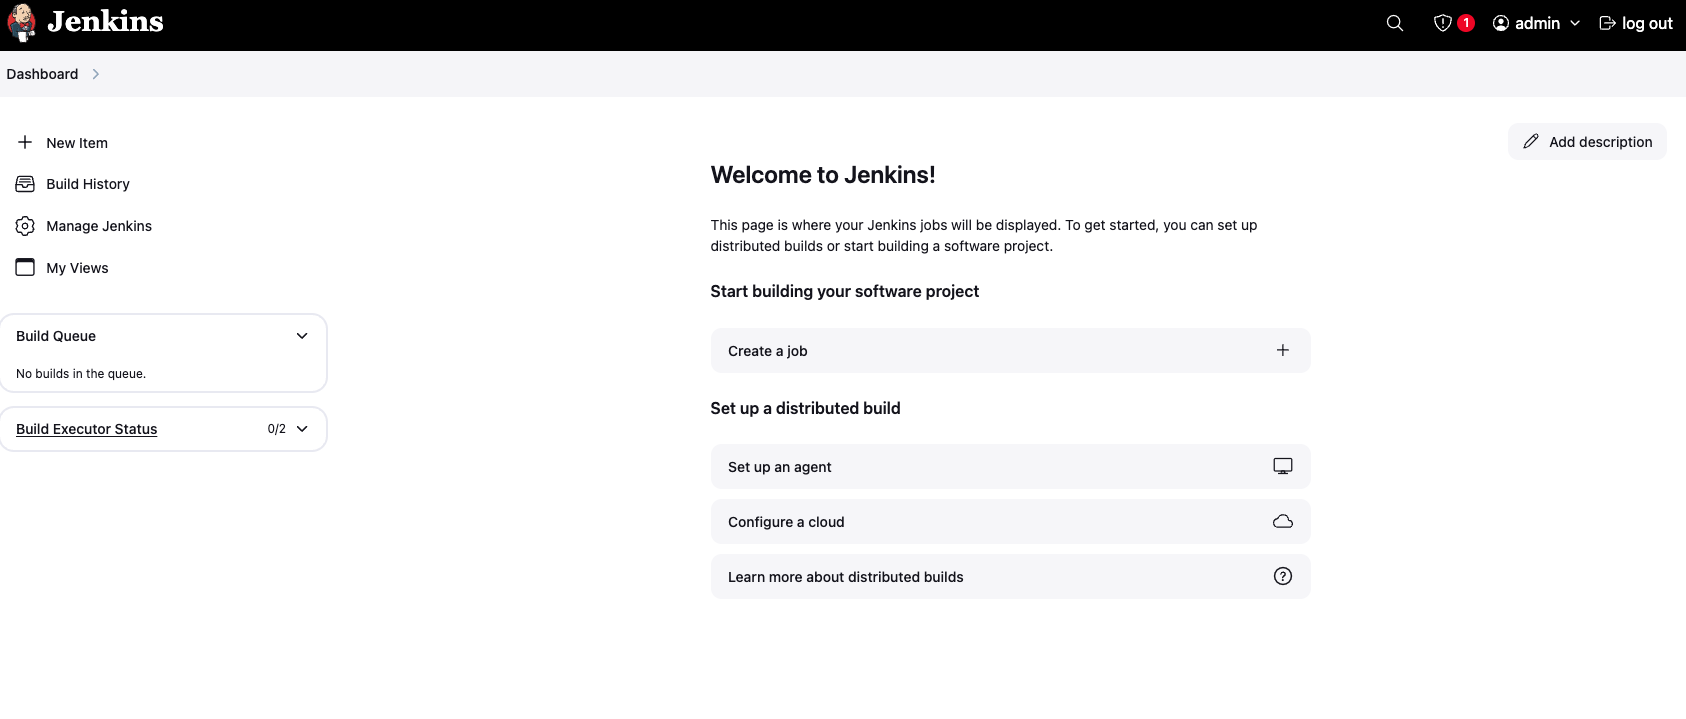 Jenkins
1
admin
log out
Dashboard
New Item
Build History
Manage Jenkins
My Views
Build Queue
No builds in the queue.
Build Executor Status
0/2
Add description
Welcome to Jenkins!
This page is where your Jenkins jobs will be displayed. To get started, you can set up
distributed builds or start building a software project.
Start building your software project
Create a job
Set up a distributed build
Set up an agent
Configure a cloud
Learn more about distributed builds